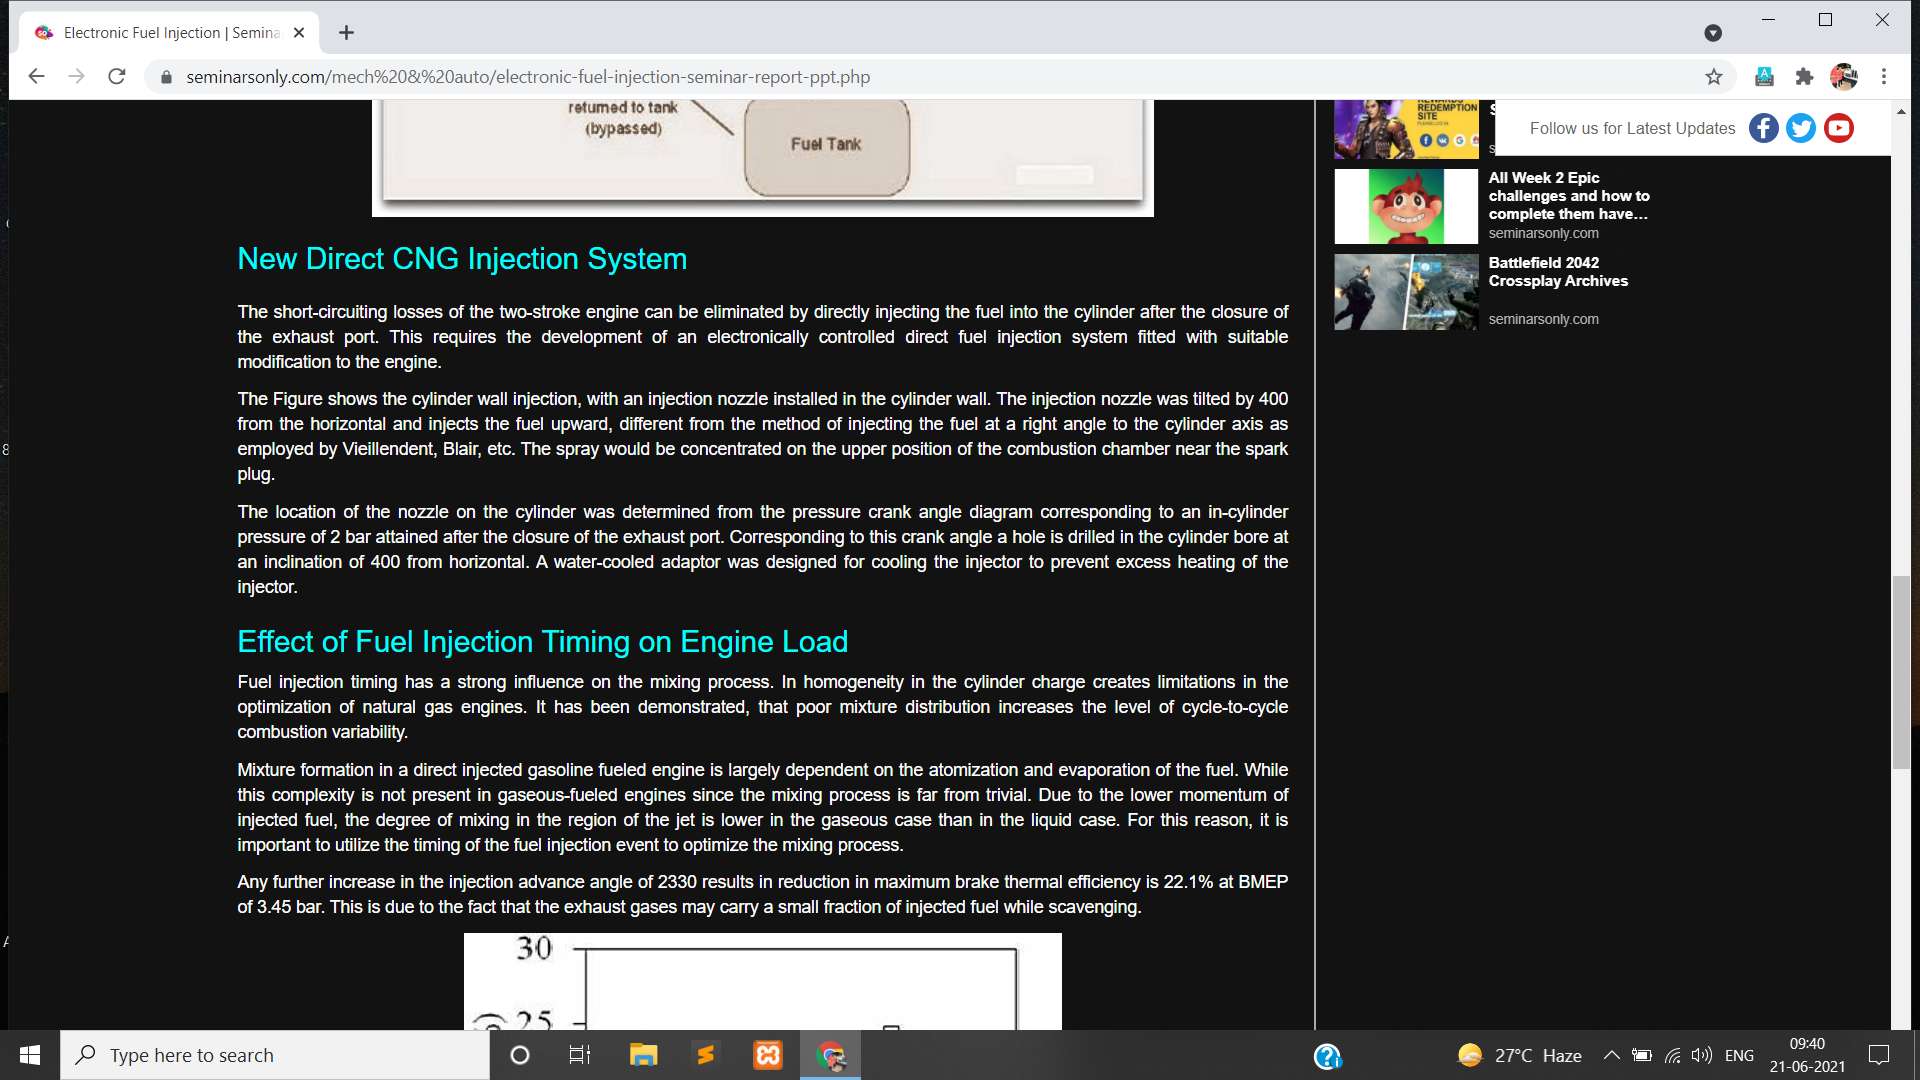 Electronic Fuel Injection | Semina
seminarsonly.com/mech%20&%20auto/electronic-fuel-injection-seminar-report-ppt.php
returned to tank
(bypassed)
Fuel Tank
REDEMPTION
SITE
Follow us for Latest Updates
All Week 2 Epic
challenges and how to
complete them have...
seminarsonly.com
Battlefield 2042
Crossplay Archives
seminarsonly.com
New Direct CNG Injection System
The short-circuiting losses of the two-stroke engine can be eliminated by directly injecting the fuel into the cylinder after the closure of
the exhaust port. This requires the development of an electronically controlled direct fuel injection system fitted with suitable
modification to the engine.
The Figure shows the cylinder wall injection, with an injection nozzle installed in the cylinder wall. The injection nozzle was tilted by 400
from the horizontal and injects the fuel upward, different from the method of injecting the fuel at a right angle to the cylinder axis as
employed by Vieillendent, Blair, etc. The spray would be concentrated on the upper position of the combustion chamber near the spark
plug.
The location of the nozzle on the cylinder was determined from the pressure crank angle diagram corresponding to an in-cylinder
pressure of 2 bar attained after the closure of the exhaust port. Corresponding to this crank angle a hole is drilled in the cylinder bore at
an inclination of 400 from horizontal. A water-cooled adaptor was designed for cooling the injector to prevent excess heating of the
injector.
Effect of Fuel Injection Timing on Engine Load
Fuel injection timing has a strong influence on the mixing process. In homogeneity in the cylinder charge creates limitations in the
optimization of natural gas engines. It has been demonstrated, that poor mixture distribution increases the level of cycle-to-cycle
combustion variability.
Mixture formation in a direct injected gasoline fueled engine is largely dependent on the atomization and evaporation of the fuel. While
this complexity is not present in gaseous-fueled engines since the mixing process is far from trivial. Due to the lower momentum of
injected fuel, the degree of mixing in the region of the jet is lower in the gaseous case than in the liquid case. For this reason, it is
important to utilize the timing of the fuel injection event to optimize the mixing process.
Any further increase in the injection advance angle of 2330 results in reduction in maximum brake thermal efficiency is 22.1% at BMEP
of 3.45 bar. This is due to the fact that the exhaust gases may carry a small fraction of injected fuel while scavenging.
30
25
Type here to search
27°C Haze
ENG
09:40
21-06-2021